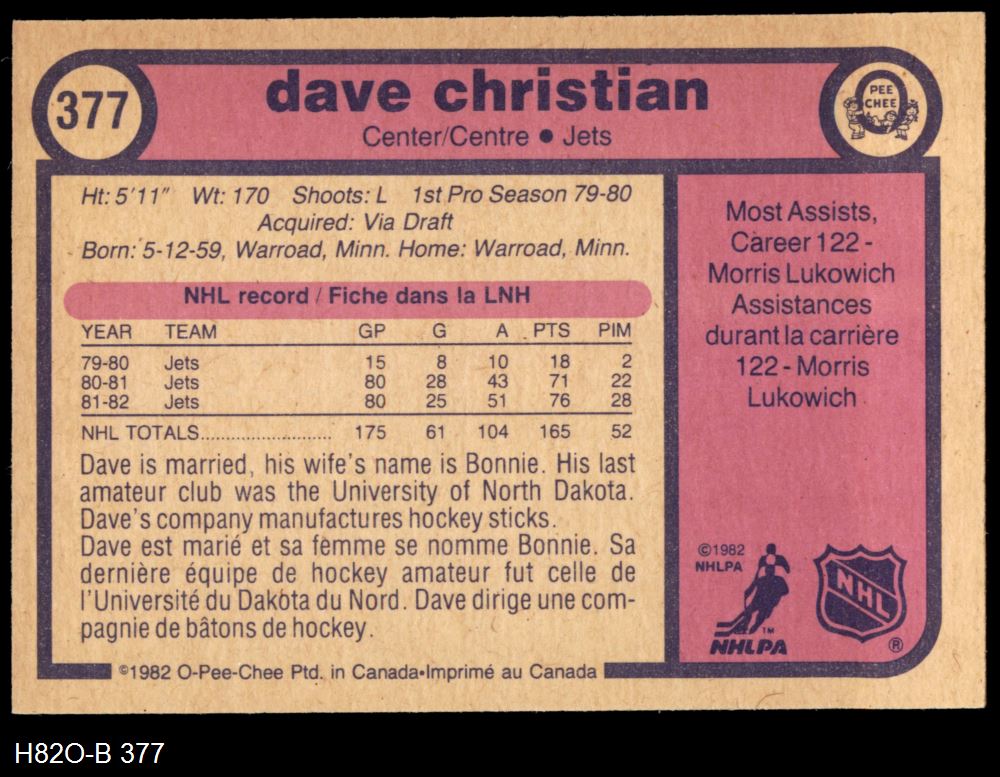 377
dave christian
Center/Centre ● Jets
PEE
CHEE
Ht: 5'11" Wt: 170 Shoots: L 1st Pro Season 79-80
Acquired: Via Draft
Born: 5-12-59, Warroad, Minn. Home: Warroad, Minn.
NHL record / Fiche dans la LNH
YEAR TEAM GP G A PTS PIM
79-80 Jets 15 8 10 18 2
80-81 Jets 80 28 43 71 22
81-82 Jets 80 25 51 76 28
NHL TOTALS............................ 175 61 104 165 52
Dave is married, his wife's name is Bonnie. His last
amateur club was the University of North Dakota.
Dave's company manufactures hockey sticks.
Dave est marié et sa femme se nomme Bonnie. Sa
dernière équipe de hockey amateur fut celle de
l'Université du Dakota du Nord. Dave dirige une com-
pagnie de bâtons de hockey.
Most Assists,
Career 122 -
Morris Lukowich
Assistances
durant la carrière
122 - Morris
Lukowich
©1982
NHLPA
TM
NHLPA
NHL
®
©1982 O-Pee-Chee Ptd. in Canada•Imprimé au Canada
H82O-B 377